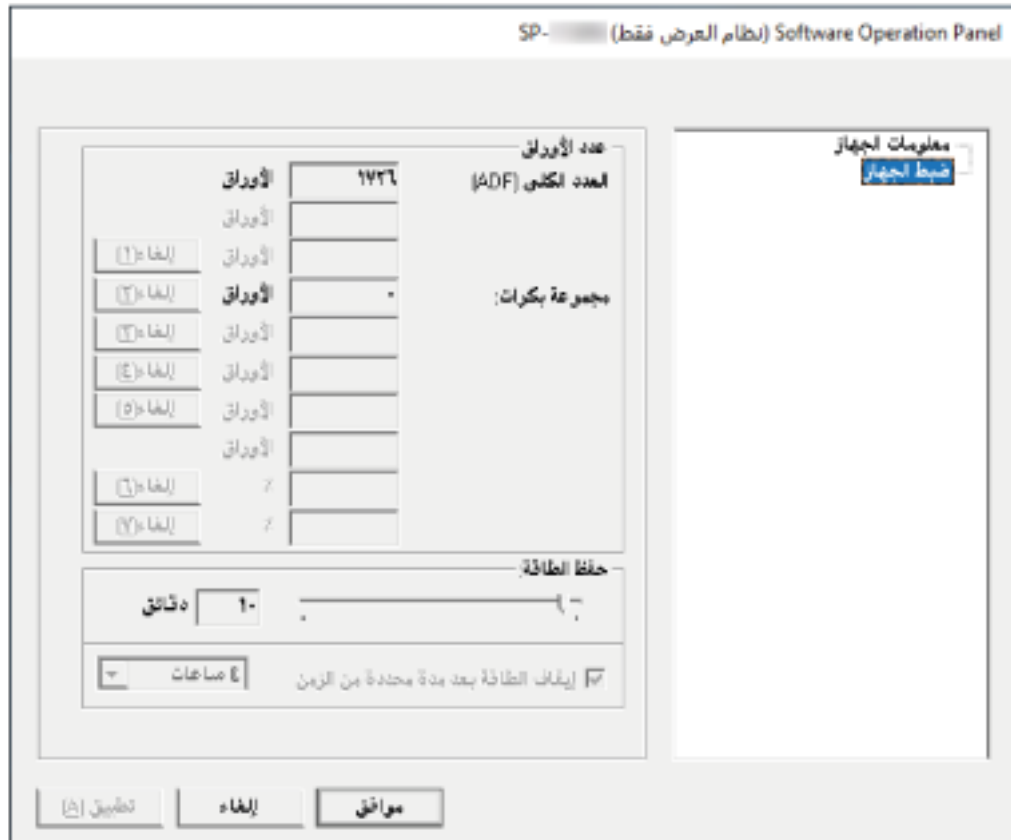 Software Operation Panel (نظام العرض فقط) SP-
معلومات الجهاز
ضبط الجهاز
عدد الأوراق
العدد الكلي (ADF) ١٧٢٦ الأوراق
الأوراق
الأوراق إلغاء(١)
مجموعة بكرات: ٠ الأوراق إلغاء(٢)
الأوراق إلغاء(٣)
الأوراق إلغاء(٤)
الأوراق إلغاء(٥)
الأوراق
٪ إلغاء(٦)
٪ إلغاء(٧)
حفظ الطاقة:
١٠ دقائق
إيقاف الطاقة بعد مدة محددة من الزمن ٤ ساعات
موافق إلغاء تطبيق (A)